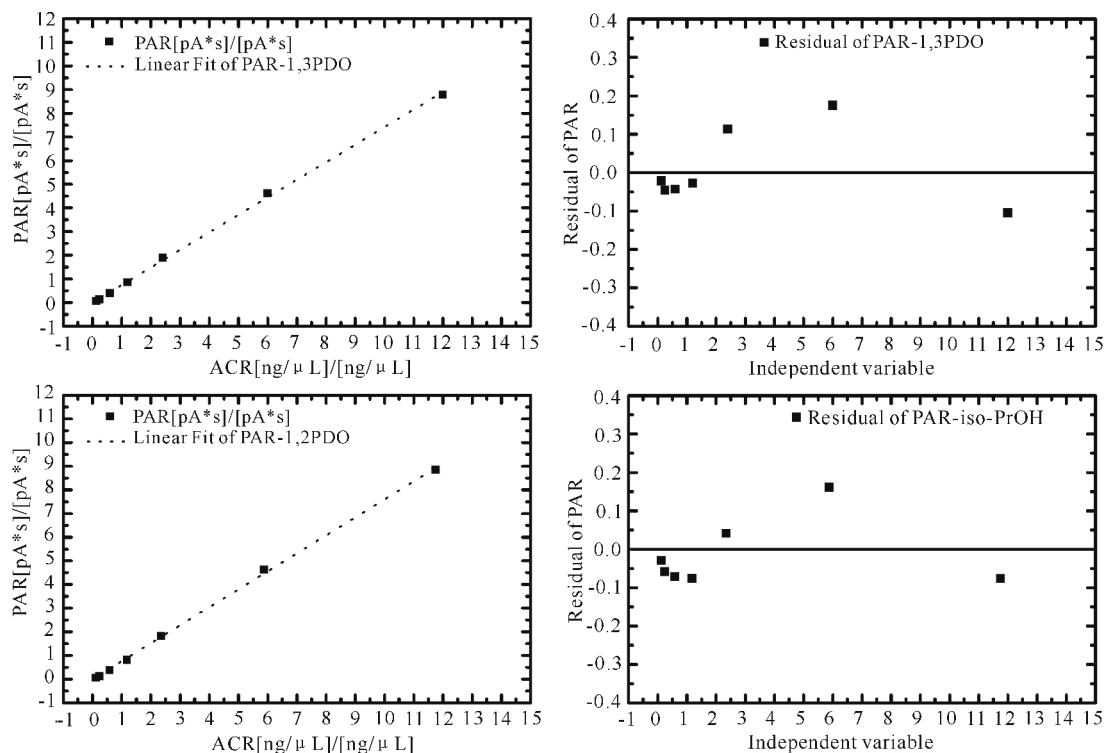 12
11
10
9
8
7
6
5
4
3
2
1
0
-1
PAR[pA*s]/[pA*s]
PAR[pA*s]/[pA*s]
Linear Fit of PAR-1,3PDO
-1 0 1 2 3 4 5 6 7 8 9 10 11 12 13 14 15
ACR[ng/μL]/[ng/μL]
0.4
0.3
0.2
0.1
0.0
-0.1
-0.2
-0.3
-0.4
Residual of PAR
Residual of PAR-1,3PDO
-1 0 1 2 3 4 5 6 7 8 9 10 11 12 13 14 15
Independent variable
12
11
10
9
8
7
6
5
4
3
2
1
0
-1
PAR[pA*s]/[pA*s]
PAR[pA*s]/[pA*s]
Linear Fit of PAR-1,2PDO
-1 0 1 2 3 4 5 6 7 8 9 10 11 12 13 14 15
ACR[ng/μL]/[ng/μL]
0.4
0.3
0.2
0.1
0.0
-0.1
-0.2
-0.3
-0.4
Residual of PAR
Residual of PAR-iso-PrOH
-1 0 1 2 3 4 5 6 7 8 9 10 11 12 13 14 15
Independent variable